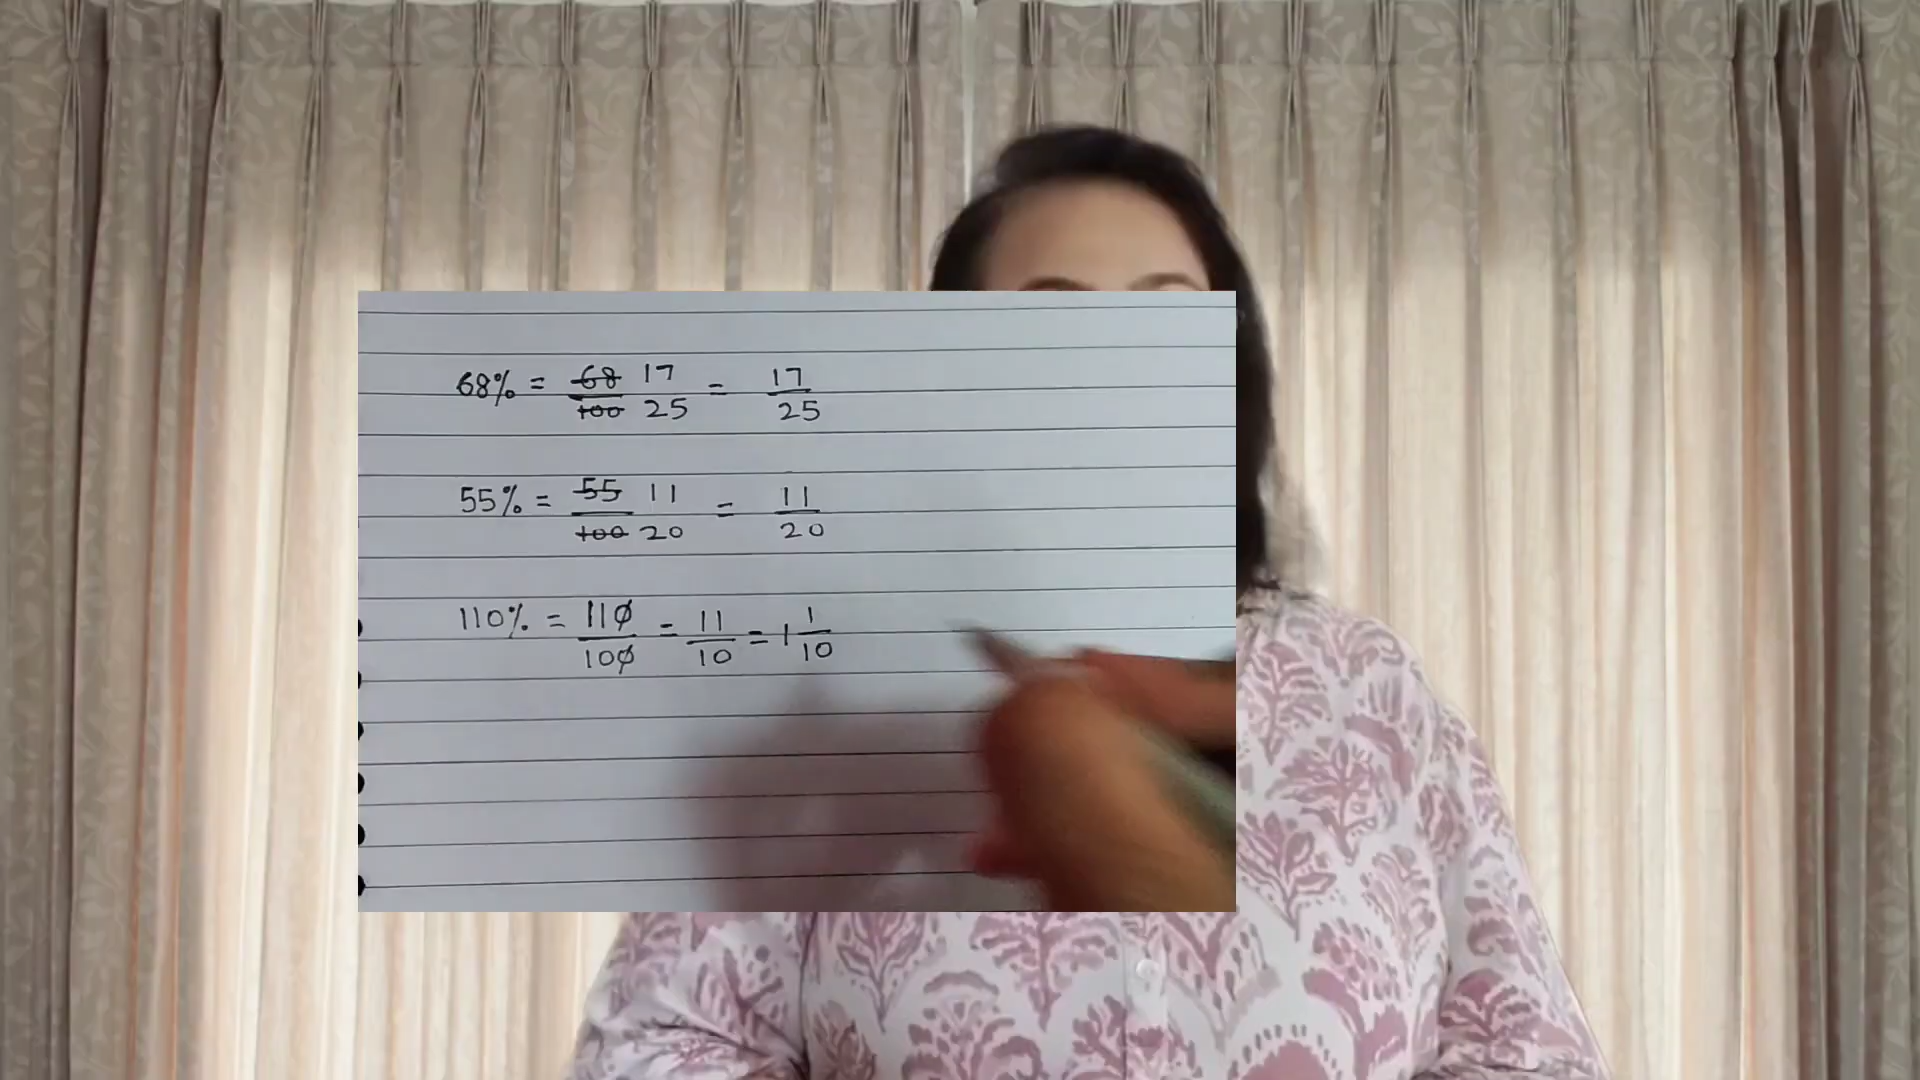 68% = 68/100 17/25 = 17/25
55% = 55/100 11/20 = 11/20
110% = 110/100 = 11/10 = 1 1/10